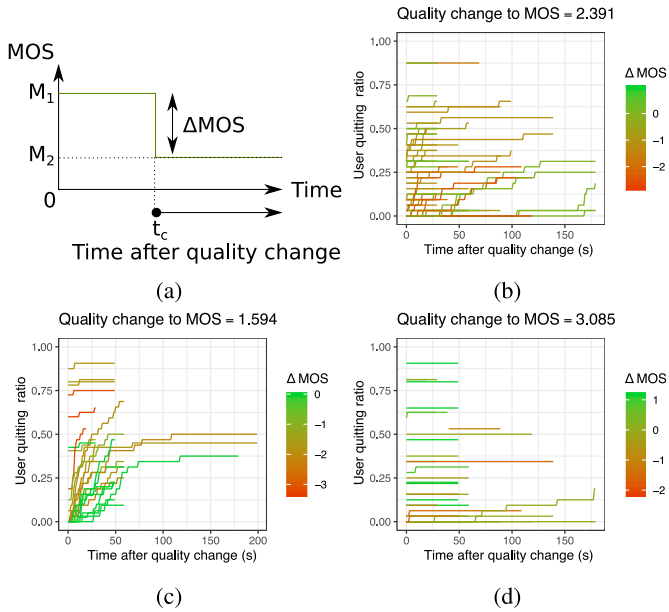 MOS
M1
ΔMOS
M2
0
Time
tc
Time after quality change
(a)
Quality change to MOS = 2.391
User quitting ratio
1.00
0.75
0.50
0.25
0.00
0 50 100 150
Time after quality change (s)
Δ MOS
0
−1
−2
(b)
Quality change to MOS = 1.594
User quitting ratio
1.00
0.75
0.50
0.25
0.00
0 50 100 150 200
Time after quality change (s)
Δ MOS
0
−1
−2
−3
(c)
Quality change to MOS = 3.085
User quitting ratio
1.00
0.75
0.50
0.25
0.00
0 50 100 150
Time after quality change (s)
Δ MOS
1
0
−1
−2
(d)